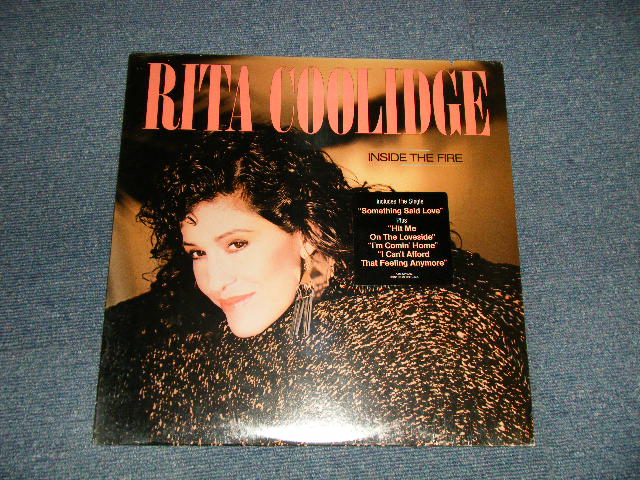 RITA COOLIDGE
INSIDE THE FIRE
Includes The Single
"Something Said Love"
Plus
"Hit Me
On The Loveside"
"I'm Comin' Home"
"I Can't Afford
That Feeling Anymore"